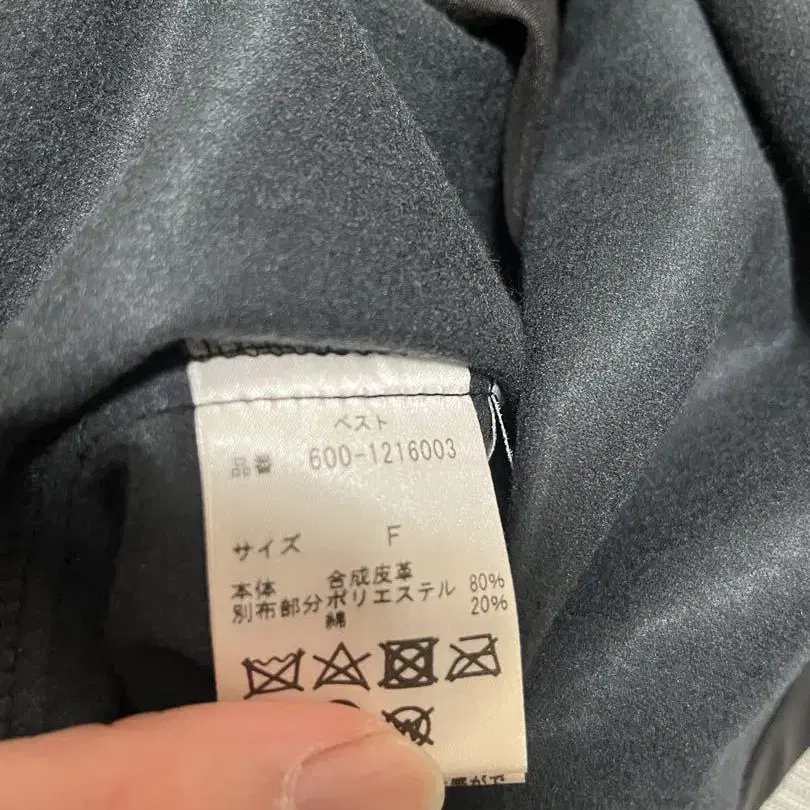 ベスト
品番 600-1216003
サイズ F
本体 合成皮革
別布部分 ポリエステル 80%
綿 20%